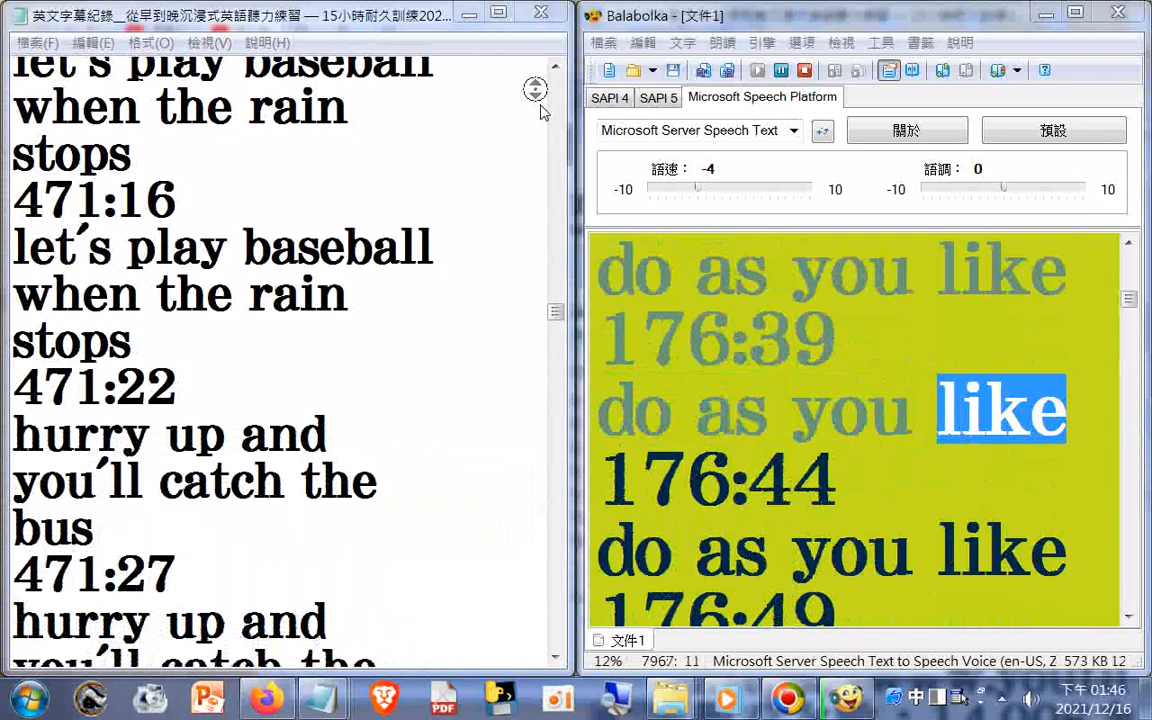 英文字幕紀錄__從早到晚沉浸式英語聽力練習 — 15小時耐久訓練202...
檔案(F) 編輯(E) 格式(O) 檢視(V) 說明(H)
let's play baseball
when the rain
stops
471:16
let's play baseball
when the rain
stops
471:22
hurry up and
you'll catch the
bus
471:27
hurry up and
you'll catch the
Balabolka - [文件1]
檔案 編輯 文字 朗讀 引擎 選項 檢視 工具 書籤 說明
SAPI 4 SAPI 5 Microsoft Speech Platform
Microsoft Server Speech Text 關於 預設
語速： -4 語調： 0
-10 10 -10 10
do as you like
176:39
do as you like
176:44
do as you like
176:49
文件1
12% 7967: 11 Microsoft Server Speech Text to Speech Voice (en-US, Z 573 KB 12
PDF
中
下午 01:46
2021/12/16